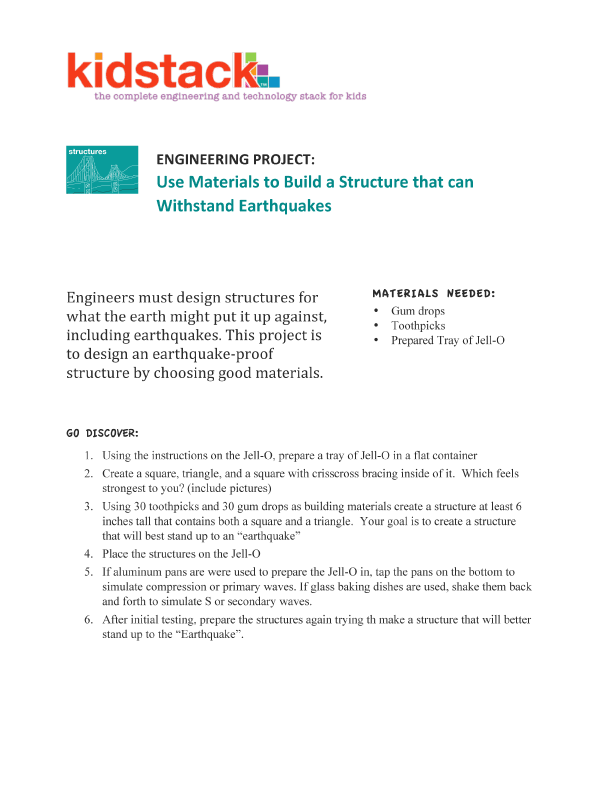 kidstack
the complete engineering and technology stack for kids
structures
ENGINEERING PROJECT:
Use Materials to Build a Structure that can
Withstand Earthquakes
Engineers must design structures for
what the earth might put it up against,
including earthquakes. This project is
to design an earthquake-proof
structure by choosing good materials.
MATERIALS NEEDED:
• Gum drops
• Toothpicks
• Prepared Tray of Jell-O
GO DISCOVER:
1. Using the instructions on the Jell-O, prepare a tray of Jell-O in a flat container
2. Create a square, triangle, and a square with crisscross bracing inside of it. Which feels
strongest to you? (include pictures)
3. Using 30 toothpicks and 30 gum drops as building materials create a structure at least 6
inches tall that contains both a square and a triangle. Your goal is to create a structure
that will best stand up to an “earthquake”
4. Place the structures on the Jell-O
5. If aluminum pans are were used to prepare the Jell-O in, tap the pans on the bottom to
simulate compression or primary waves. If glass baking dishes are used, shake them back
and forth to simulate S or secondary waves.
6. After initial testing, prepare the structures again trying th make a structure that will better
stand up to the “Earthquake”.